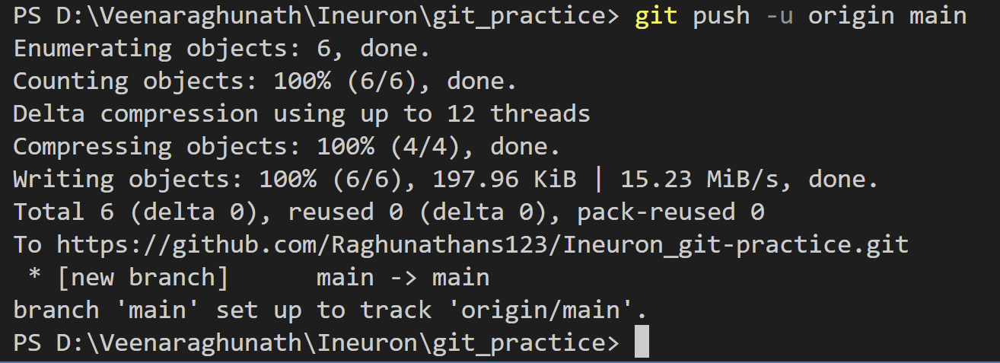 PS D:\Veenaraghunath\Ineuron\git_practice> git push -u origin main
Enumerating objects: 6, done.
Counting objects: 100% (6/6), done.
Delta compression using up to 12 threads
Compressing objects: 100% (4/4), done.
Writing objects: 100% (6/6), 197.96 KiB | 15.23 MiB/s, done.
Total 6 (delta 0), reused 0 (delta 0), pack-reused 0
To https://github.com/Raghunathans123/Ineuron_git-practice.git
 * [new branch]      main -> main
branch 'main' set up to track 'origin/main'.
PS D:\Veenaraghunath\Ineuron\git_practice>